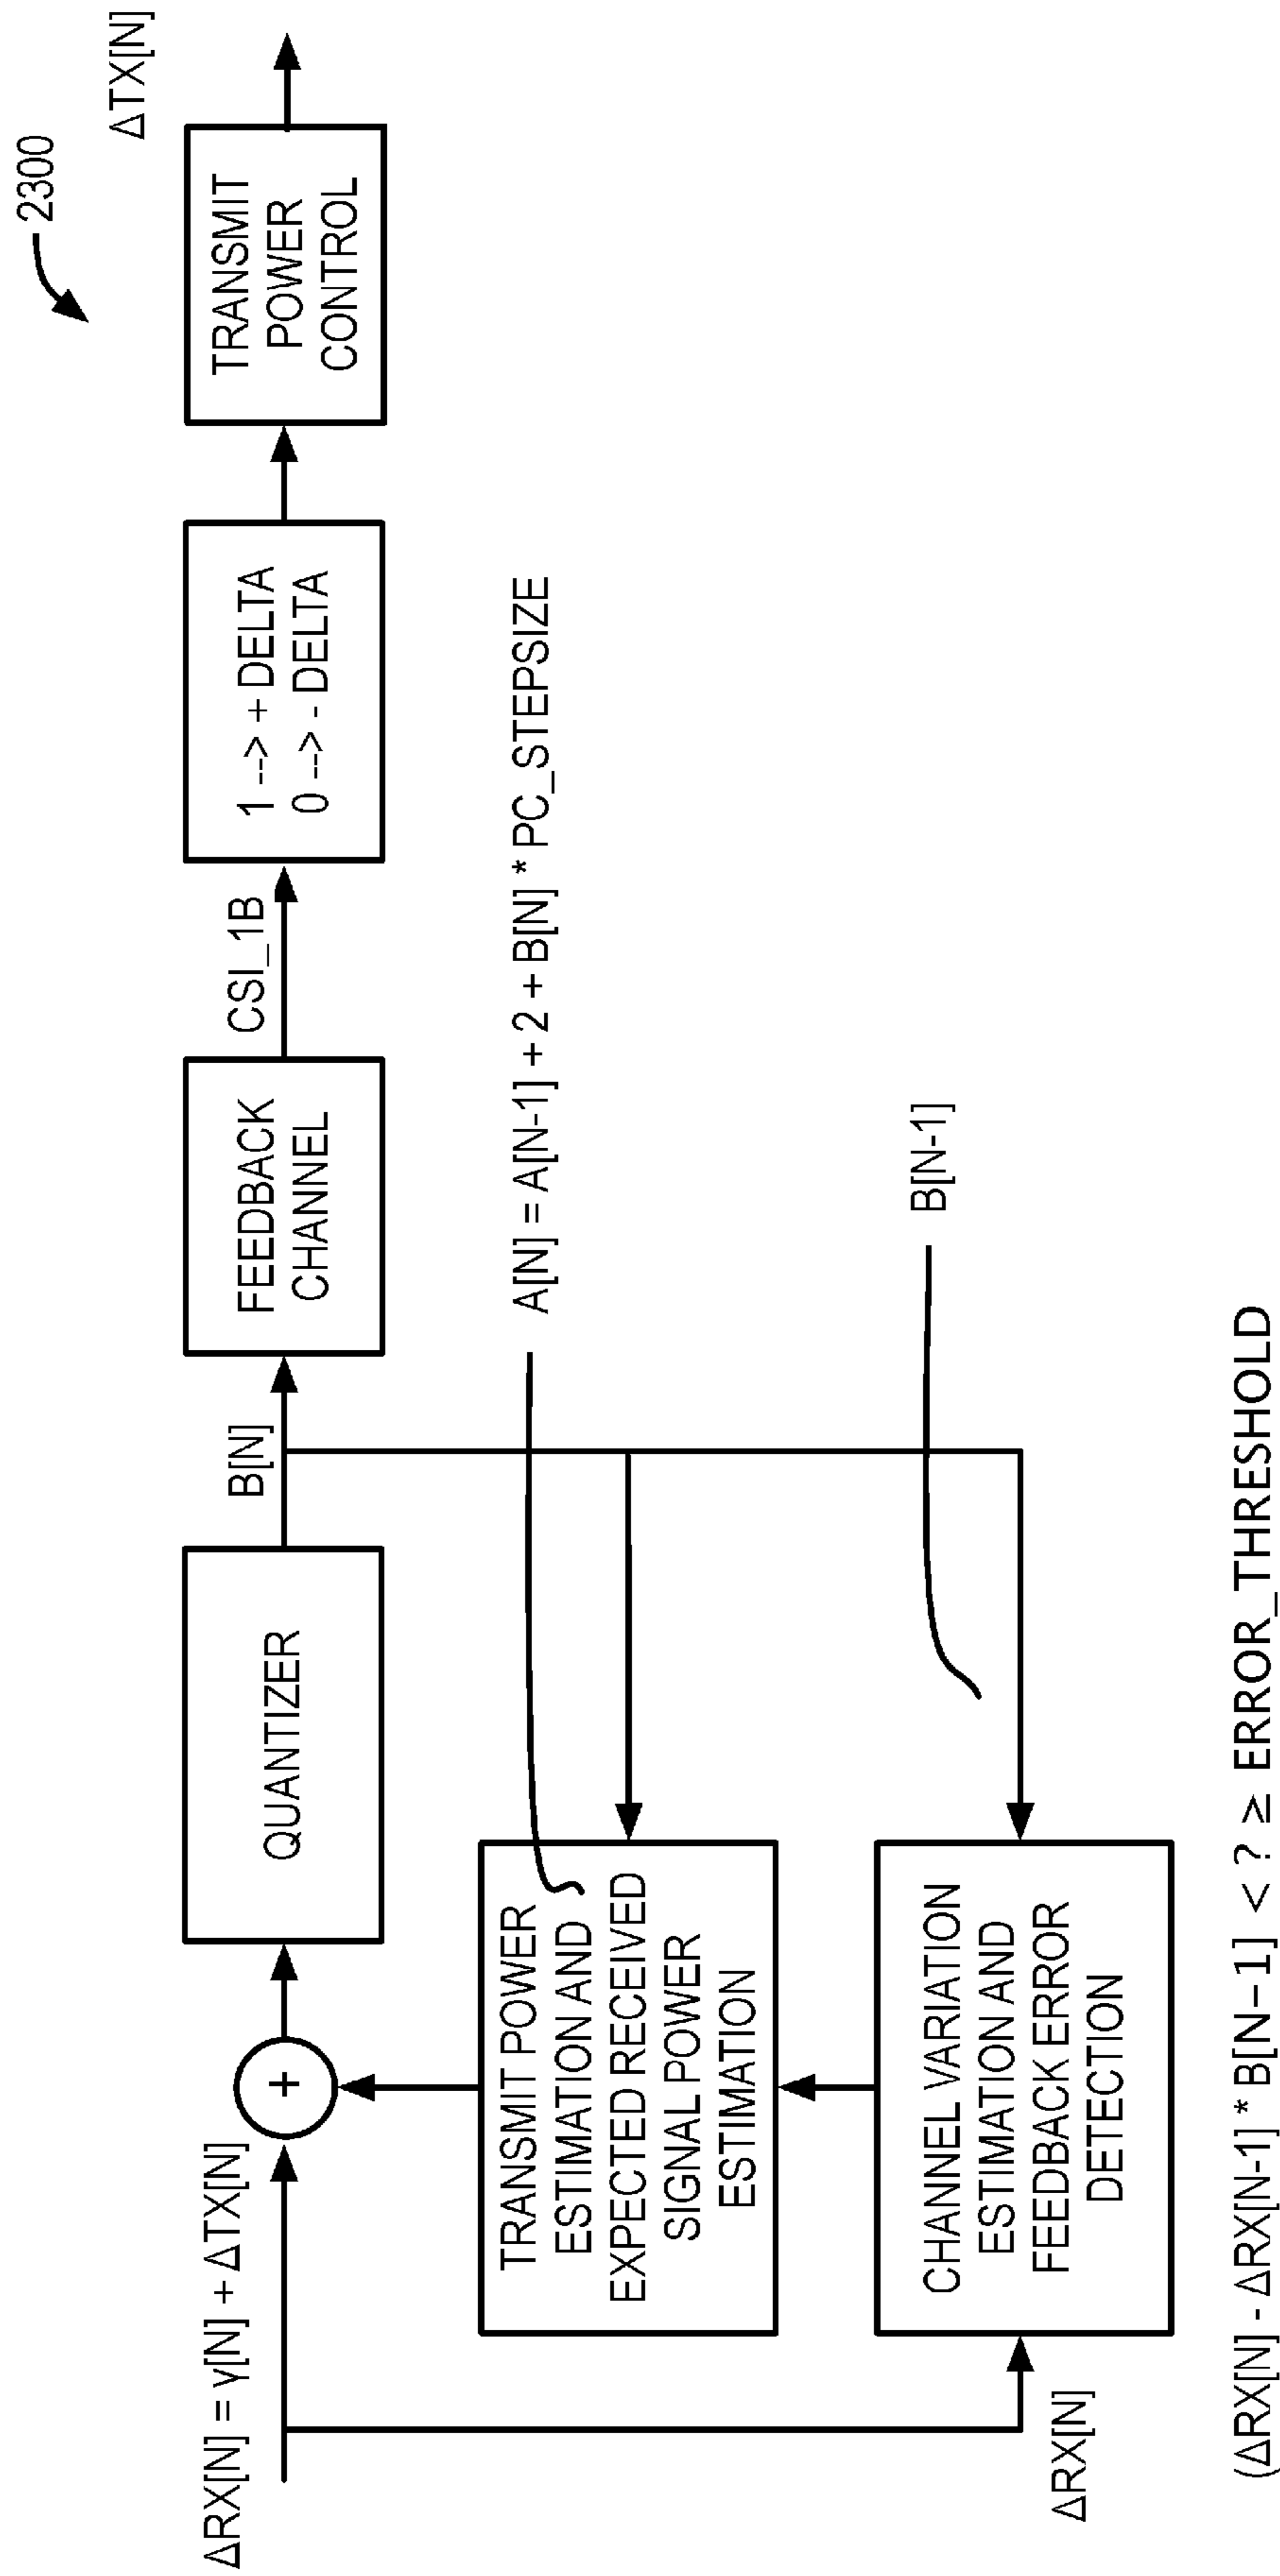 2300
ΔRX[N] = γ[N] + ΔTX[N]
+
QUANTIZER
B[N]
FEEDBACK
CHANNEL
CSI_1B
1 --> + DELTA
0 --> - DELTA
TRANSMIT
POWER
CONTROL
ΔTX[N]
TRANSMIT POWER
ESTIMATION AND
EXPECTED RECEIVED
SIGNAL POWER
ESTIMATION
A[N] = A[N-1] + 2 + B[N] * PC_STEPSIZE
ΔRX[N]
CHANNEL VARIATION
ESTIMATION AND
FEEDBACK ERROR
DETECTION
B[N-1]
(ΔRX[N] - ΔRX[N-1] * B[N−1] < ? ≥ ERROR_THRESHOLD